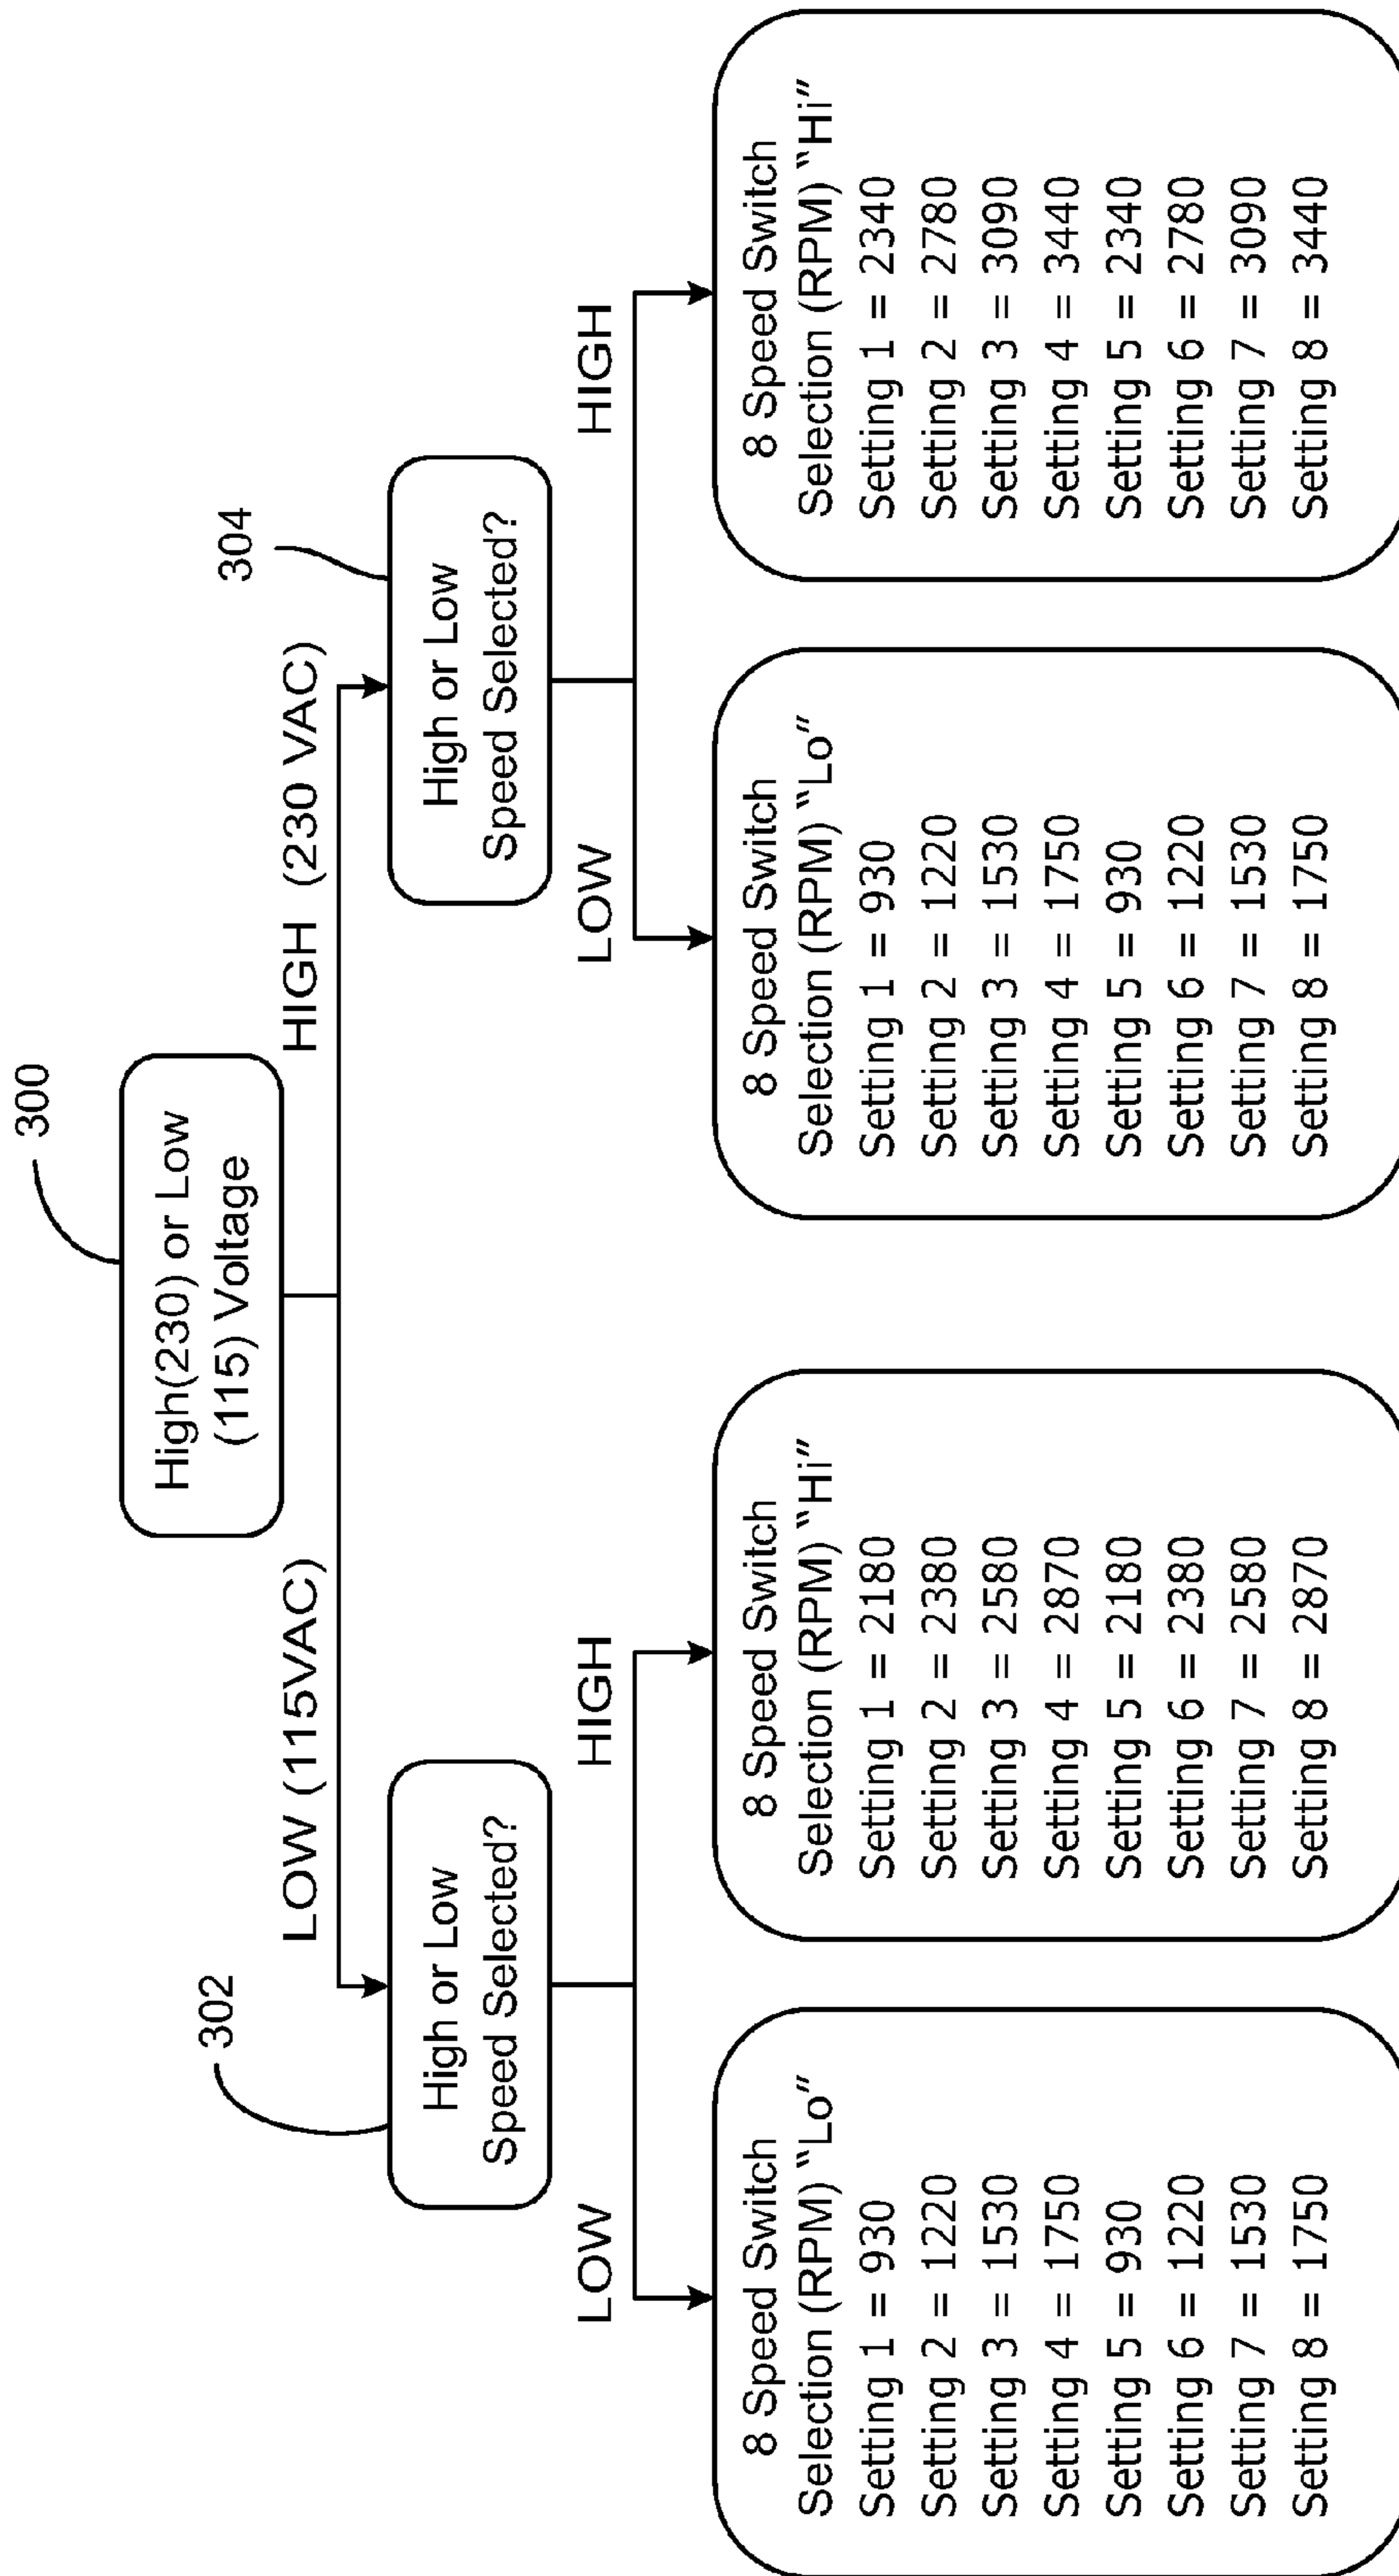 300
High(230) or Low
(115) Voltage
LOW (115VAC)
HIGH (230 VAC)
302
304
High or Low
Speed Selected?
High or Low
Speed Selected?
LOW
HIGH
LOW
HIGH
8 Speed Switch
Selection (RPM) “Lo”
Setting 1 = 930
Setting 2 = 1220
Setting 3 = 1530
Setting 4 = 1750
Setting 5 = 930
Setting 6 = 1220
Setting 7 = 1530
Setting 8 = 1750
8 Speed Switch
Selection (RPM) “Hi”
Setting 1 = 2180
Setting 2 = 2380
Setting 3 = 2580
Setting 4 = 2870
Setting 5 = 2180
Setting 6 = 2380
Setting 7 = 2580
Setting 8 = 2870
8 Speed Switch
Selection (RPM) “Lo”
Setting 1 = 930
Setting 2 = 1220
Setting 3 = 1530
Setting 4 = 1750
Setting 5 = 930
Setting 6 = 1220
Setting 7 = 1530
Setting 8 = 1750
8 Speed Switch
Selection (RPM) “Hi”
Setting 1 = 2340
Setting 2 = 2780
Setting 3 = 3090
Setting 4 = 3440
Setting 5 = 2340
Setting 6 = 2780
Setting 7 = 3090
Setting 8 = 3440